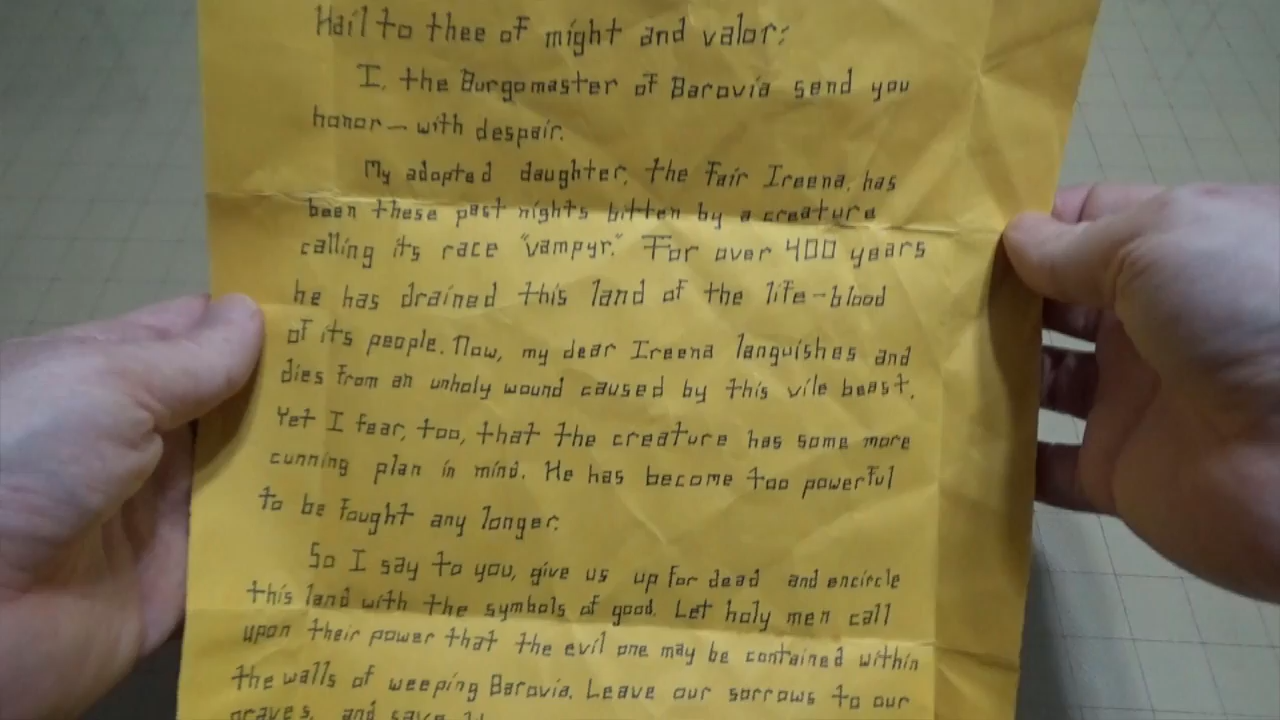 Hail to thee of might and valor:
I, the Burgomaster of Barovia send you
honor — with despair.
My adopted daughter, the fair Ireena, has
been these past nights bitten by a creature
calling its race "vampyr." For over 400 years
he has drained this land of the life-blood
of its people. Now, my dear Ireena languishes and
dies from an unholy wound caused by this vile beast.
Yet I fear, too, that the creature has some more
cunning plan in mind. He has become too powerful
to be fought any longer.
So I say to you, give us up for dead and encircle
this land with the symbols of good. Let holy men call
upon their power that the evil one may be contained within
the walls of weeping Barovia. Leave our sorrows to our
graves, and save